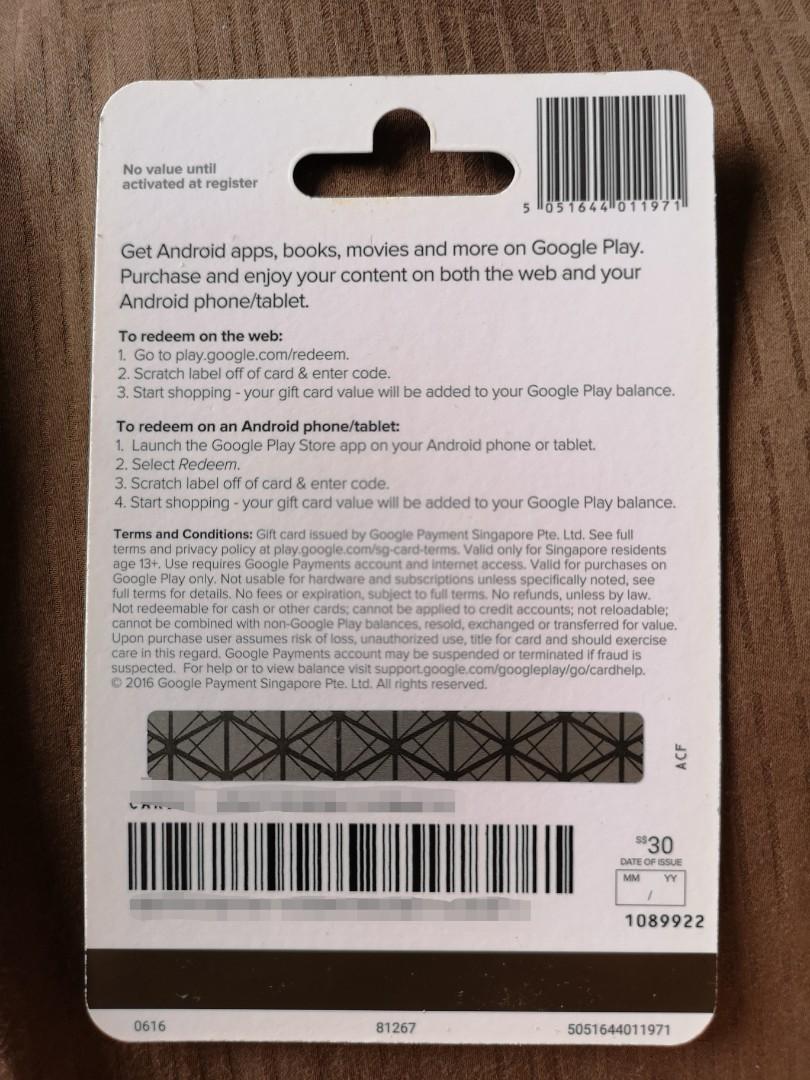 No value until
activated at register
5 051644 011971
Get Android apps, books, movies and more on Google Play.
Purchase and enjoy your content on both the web and your
Android phone/tablet.
To redeem on the web:
1. Go to play.google.com/redeem.
2. Scratch label off of card & enter code.
3. Start shopping - your gift card value will be added to your Google Play balance.
To redeem on an Android phone/tablet:
1. Launch the Google Play Store app on your Android phone or tablet.
2. Select Redeem.
3. Scratch label off of card & enter code.
4. Start shopping - your gift card value will be added to your Google Play balance.
Terms and Conditions: Gift card issued by Google Payment Singapore Pte. Ltd. See full
terms and privacy policy at play.google.com/sg-card-terms. Valid only for Singapore residents
age 13+. Use requires Google Payments account and internet access. Valid for purchases on
Google Play only. Not usable for hardware and subscriptions unless specifically noted, see
full terms for details. No fees or expiration, subject to full terms. No refunds, unless by law.
Not redeemable for cash or other cards; cannot be applied to credit accounts; not reloadable;
cannot be combined with non-Google Play balances, resold, exchanged or transferred for value.
Upon purchase user assumes risk of loss, unauthorized use, title for card and should exercise
care in this regard. Google Payments account may be suspended or terminated if fraud is
suspected. For help or to view balance visit support.google.com/googleplay/go/cardhelp.
© 2016 Google Payment Singapore Pte. Ltd. All rights reserved.
ACF
S$30
DATE OF ISSUE
MM YY
/
1089922
0616 81267 5051644011971